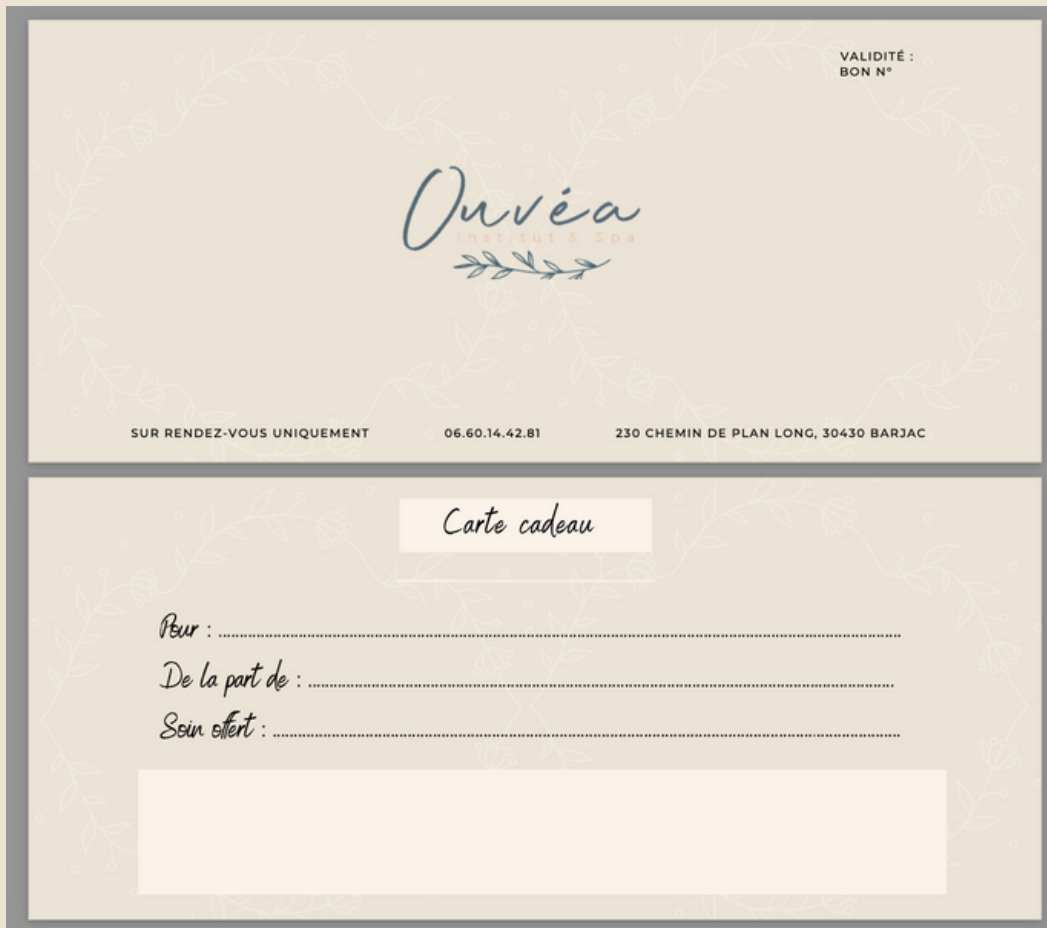 VALIDITÉ :
BON N°
Ouvéa
Institut & Spa
SUR RENDEZ-VOUS UNIQUEMENT 06.60.14.42.81 230 CHEMIN DE PLAN LONG, 30430 BARJAC
Carte cadeau
Pour : ..........
De la part de : ..........
Soin offert : ..........